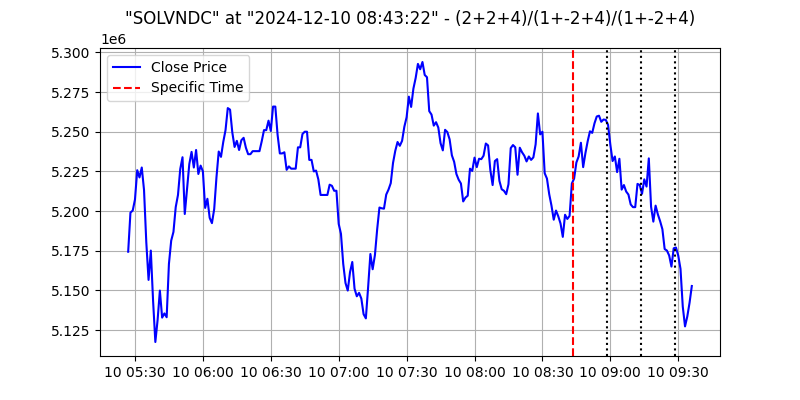 "SOLVNDC" at "2024-12-10 08:43:22" - (2+2+4)/(1+-2+4)/(1+-2+4)
1e6
Close Price
Specific Time
5.300
5.275
5.250
5.225
5.200
5.175
5.150
5.125
10 05:30 10 06:00 10 06:30 10 07:00 10 07:30 10 08:00 10 08:30 10 09:00 10 09:30